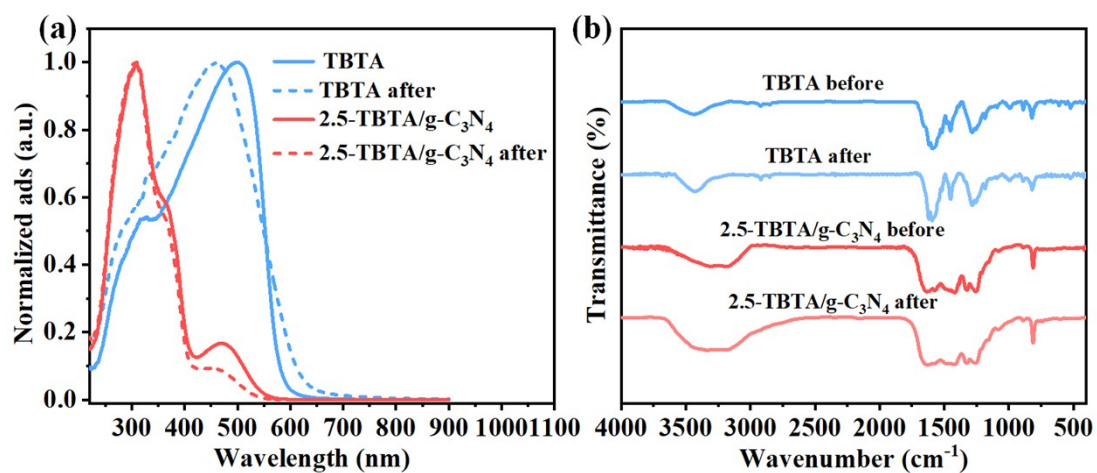 (a)
TBTA
TBTA after
2.5-TBTA/g-C₃N₄
2.5-TBTA/g-C₃N₄ after
1.0
0.8
0.6
0.4
0.2
0.0
Normalized ads (a.u.)
300 400 500 600 700 800 900 1000 1100
Wavelength (nm)
(b)
TBTA before
TBTA after
2.5-TBTA/g-C₃N₄ before
2.5-TBTA/g-C₃N₄ after
Transmittance (%)
4000 3500 3000 2500 2000 1500 1000 500
Wavenumber (cm⁻¹)